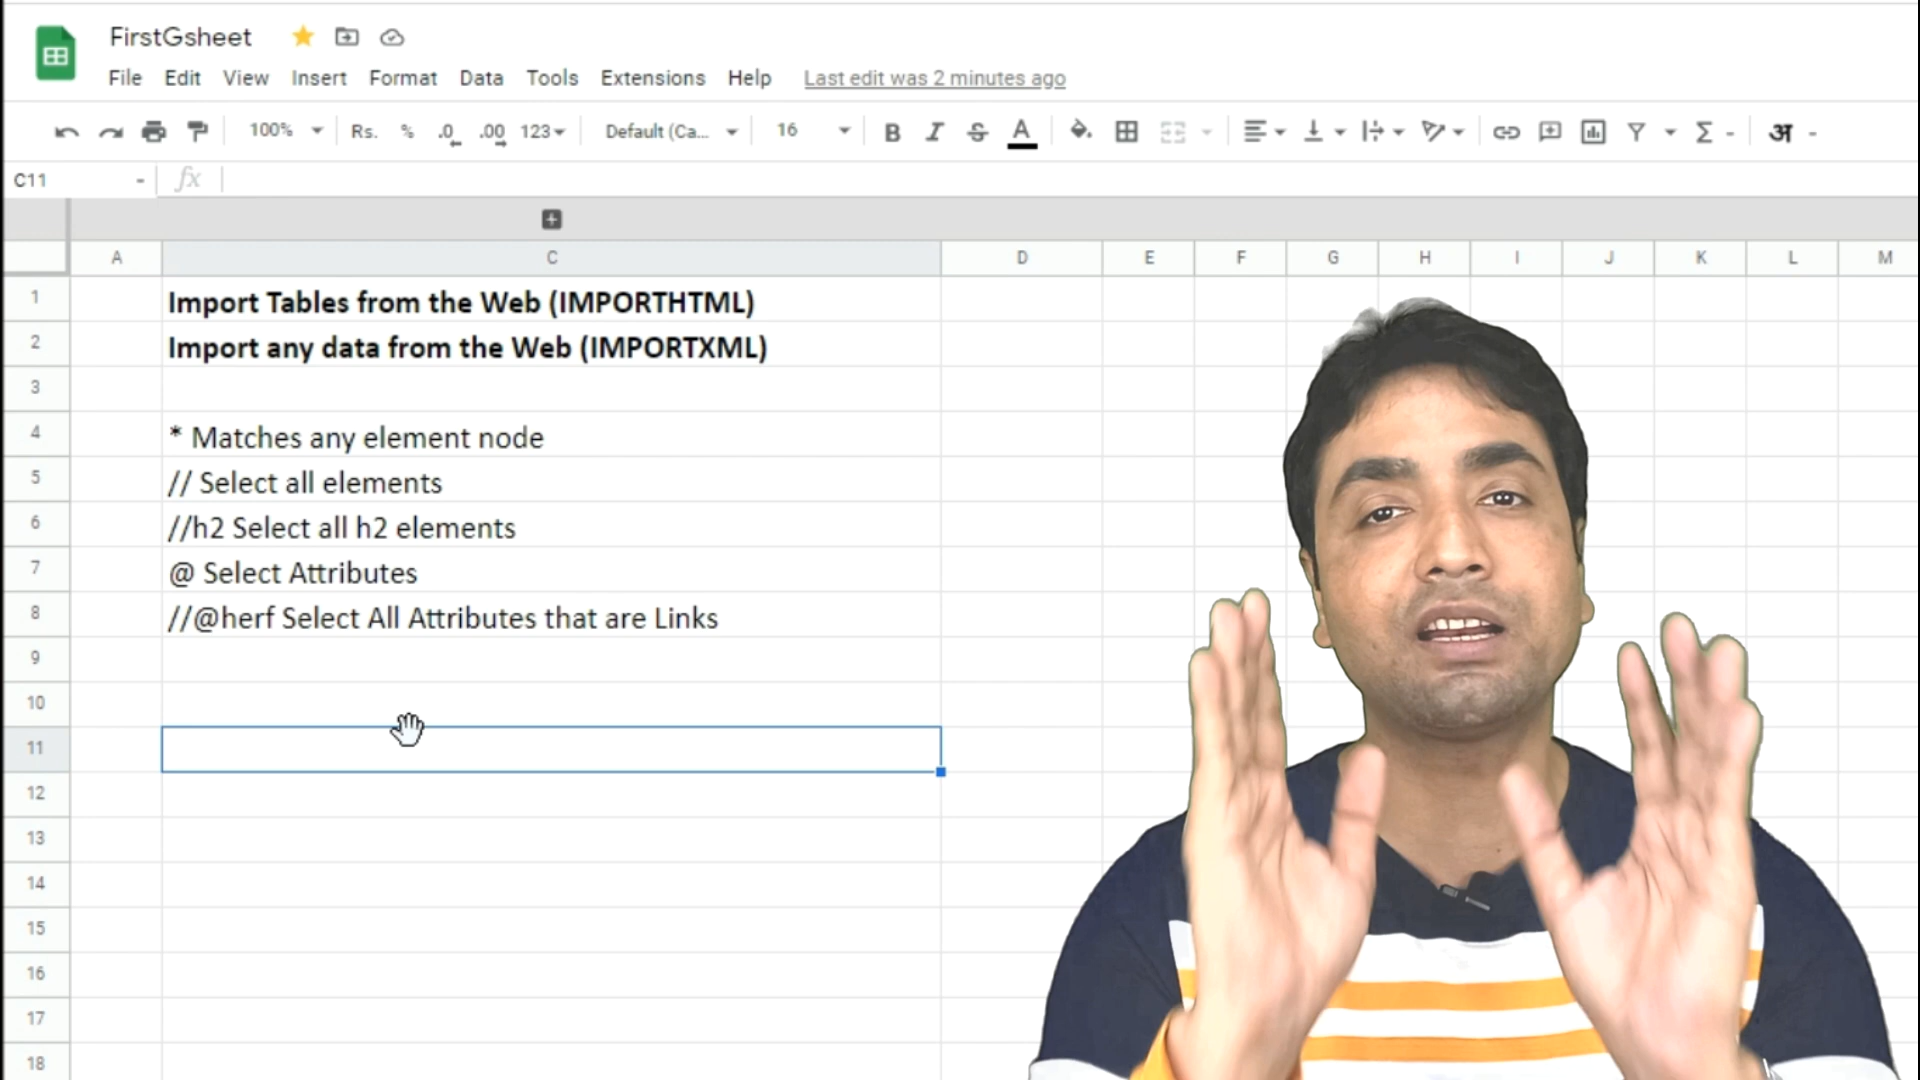 FirstGsheet
File Edit View Insert Format Data Tools Extensions Help Last edit was 2 minutes ago
100% Rs. % .0 .00 123 Default (Ca... 16 B I S A Σ अ
C11 fx
A C D E F G H I J K L M
1 Import Tables from the Web (IMPORTHTML)
2 Import any data from the Web (IMPORTXML)
3
4 * Matches any element node
5 // Select all elements
6 //h2 Select all h2 elements
7 @ Select Attributes
8 //@herf Select All Attributes that are Links
9
10
11
12
13
14
15
16
17
18